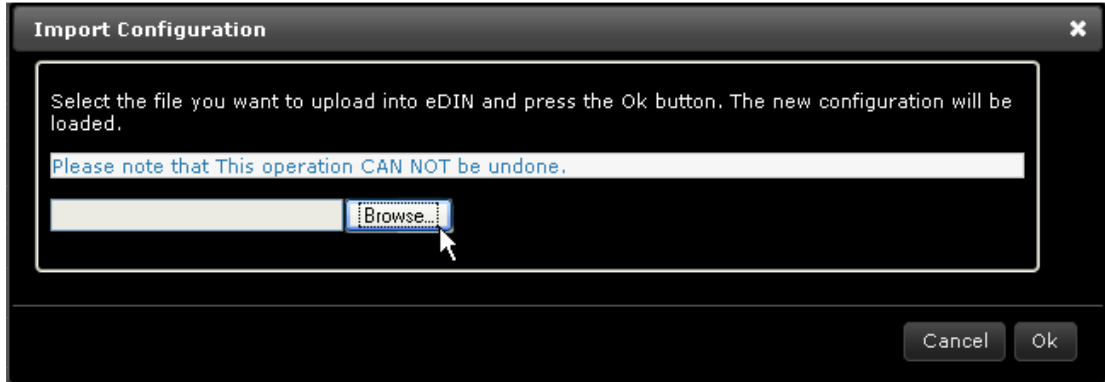 Import Configuration
Select the file you want to upload into eDIN and press the Ok button. The new configuration will be
loaded.
Please note that This operation CAN NOT be undone.
Browse...
Cancel Ok